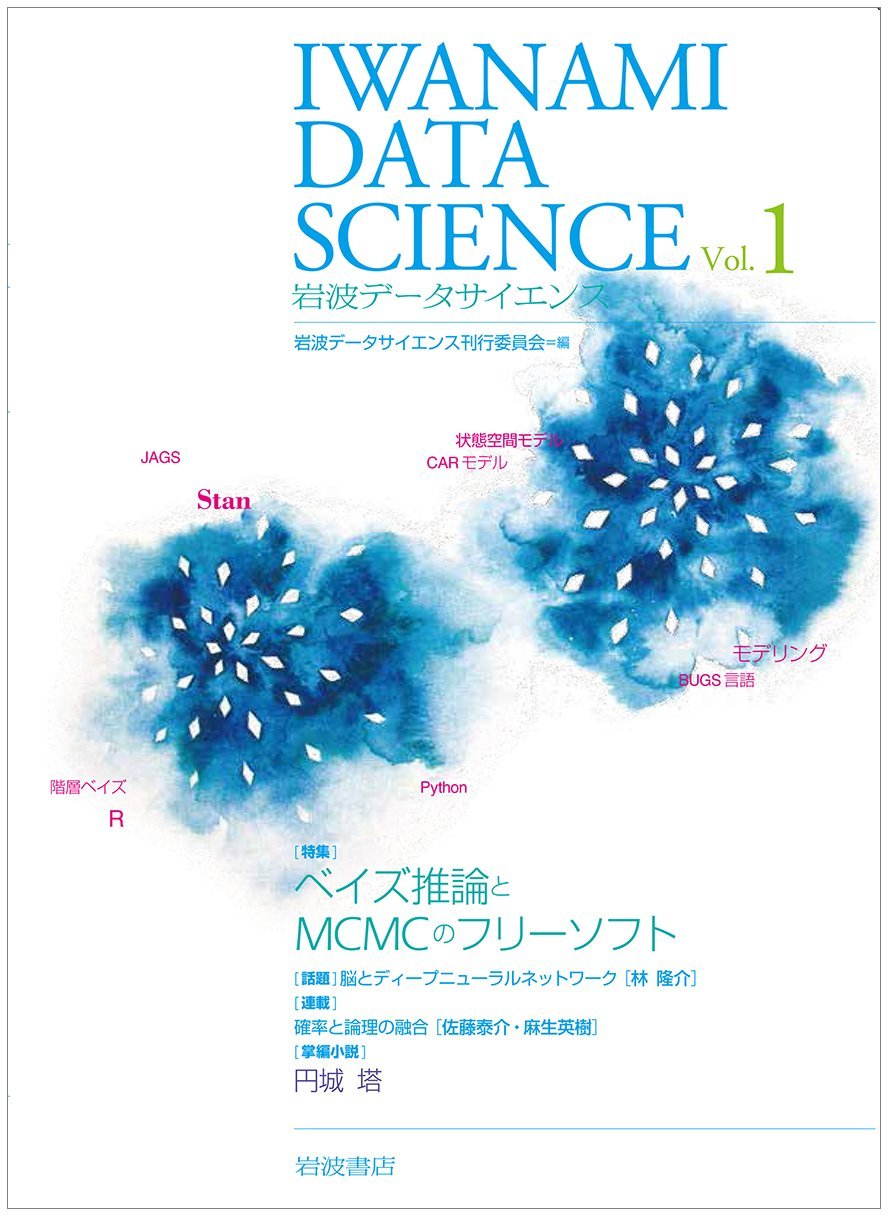 IWANAMI
DATA
SCIENCE Vol. 1
岩波データサイエンス
岩波データサイエンス刊行委員会=編
状態空間モデル
JAGS
CARモデル
Stan
モデリング
BUGS言語
階層ベイズ
Python
R
[特集]
ベイズ推論と
MCMCのフリーソフト
[話題]脳とディープニューラルネットワーク[林 隆介]
[連載]
確率と論理の融合[佐藤泰介・麻生英樹]
[掌編小説]
円城 塔
岩波書店